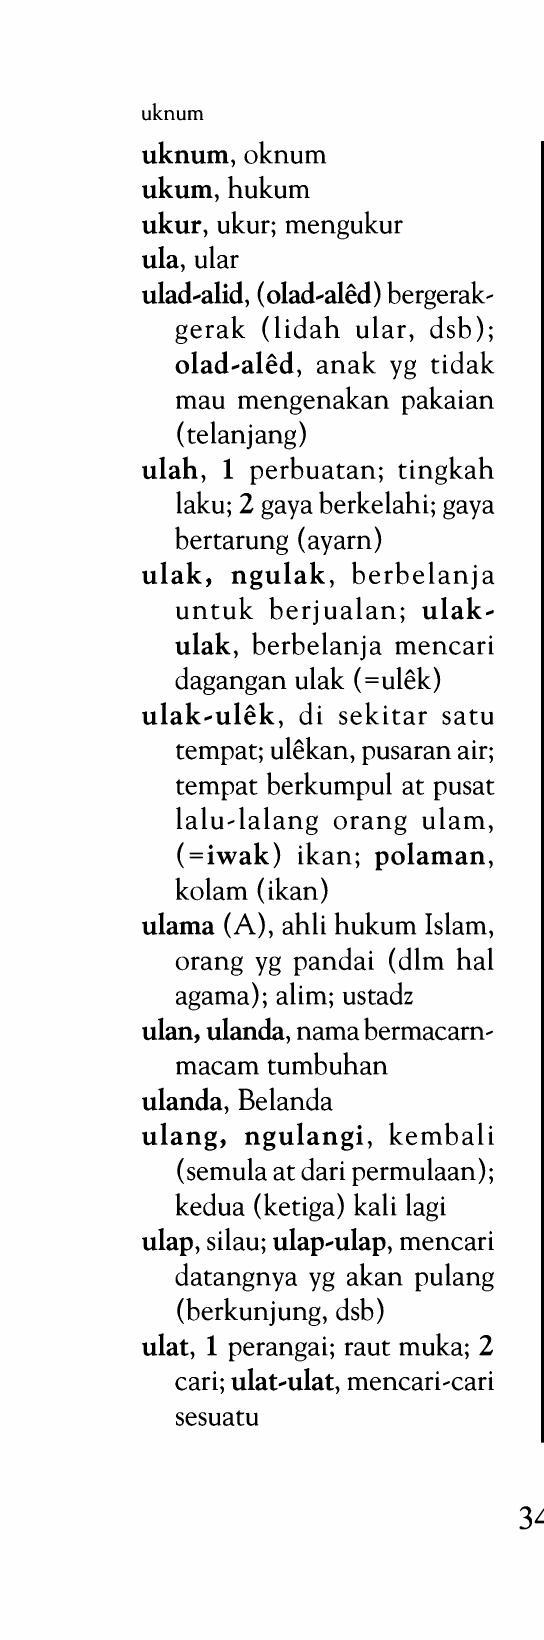 uknum
uknum, oknum
ukum, hukum
ukur, ukur; mengukur
ula, ular
ulad-alid, (olad-alêd) bergerak-
gerak (lidah ular, dsb);
olad-alêd, anak yg tidak
mau mengenakan pakaian
(telanjang)
ulah, 1 perbuatan; tingkah
laku; 2 gaya berkelahi; gaya
bertarung (ayarn)
ulak, ngulak, berbelanja
untuk berjualan; ulak-
ulak, berbelanja mencari
dagangan ulak (=ulêk)
ulak-ulêk, di sekitar satu
tempat; ulêkan, pusaran air;
tempat berkumpul at pusat
lalu-lalang orang ulam,
(=iwak) ikan; polaman,
kolam (ikan)
ulama (A), ahli hukum Islam,
orang yg pandai (dlm hal
agama); alim; ustadz
ulan, ulanda, nama bermacarn-
macam tumbuhan
ulanda, Belanda
ulang, ngulangi, kembali
(semula at dari permulaan);
kedua (ketiga) kali lagi
ulap, silau; ulap-ulap, mencari
datangnya yg akan pulang
(berkunjung, dsb)
ulat, 1 perangai; raut muka; 2
cari; ulat-ulat, mencari-cari
sesuatu